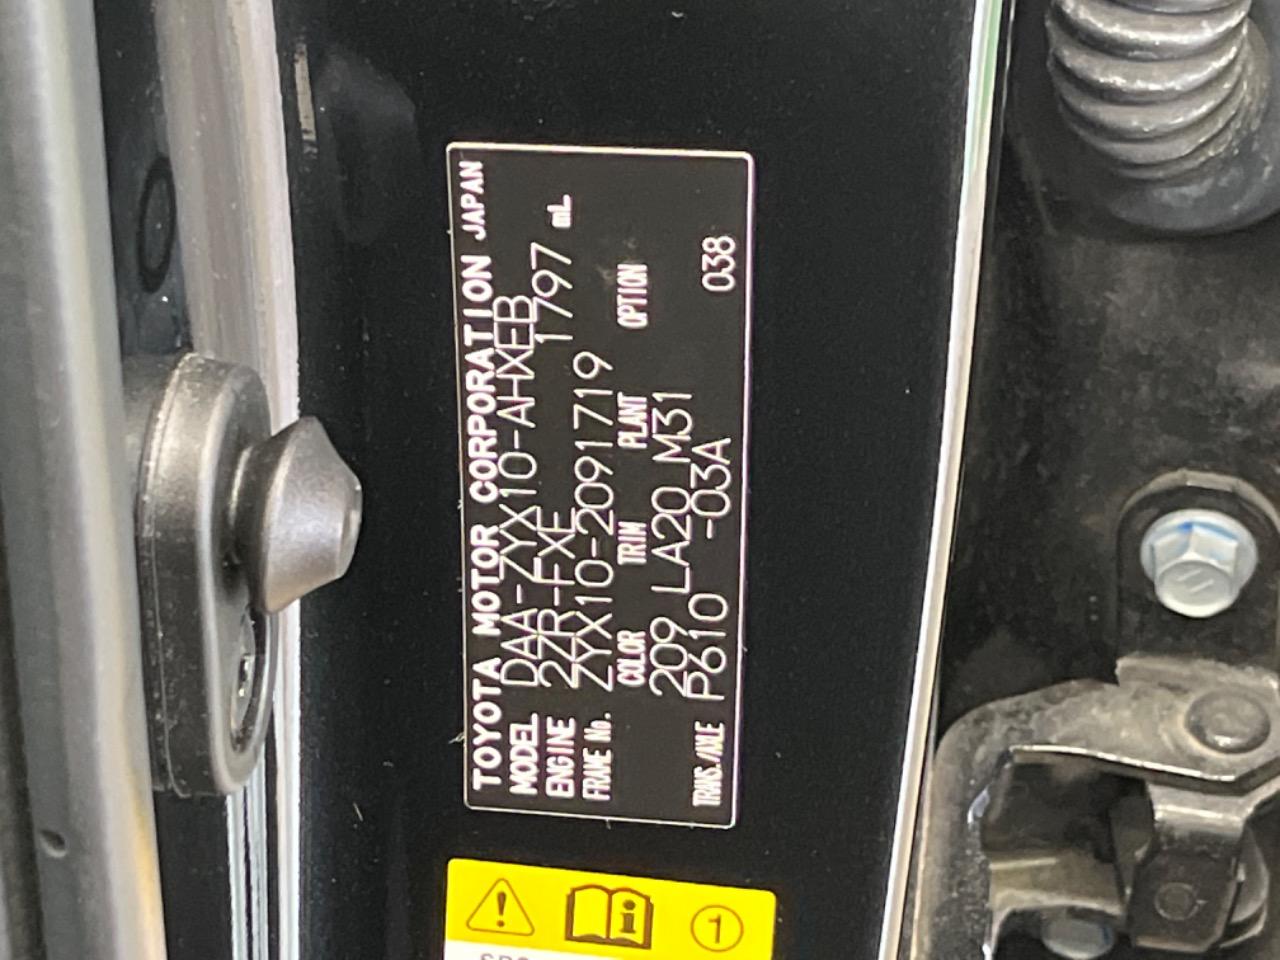 TOYOTA MOTOR CORPORATION JAPAN
MODEL DAA-ZYX10-AHXEB
ENGINE 2ZR-FXE 1797 mL
FRAME No. ZYX10-2091719
COLOR TRIM PLANT OPTION
209 LA20 M31
TRANS./AXLE P610 -03A 038
1